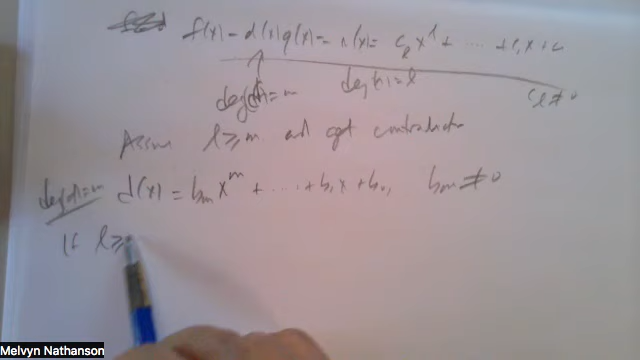 f(x) - d(x)q(x) = r(x) = c_l x^l + ... + c_1 x + c_0
deg(d) = m deg(r) = l c_l ≠ 0
Assume l ≥ m and get contradiction
deg(d) = m d(x) = b_m x^m + .... + b_1 x + b_0, b_m ≠ 0
If l ≥
Melvyn Nathanson